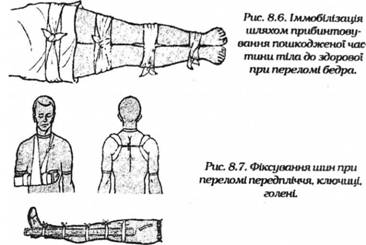 Рис. 8.6. Іммобілізація
шляхом прибинтову-
вання пошкодженої час-
тини тіла до здорової
при переломі бедра.
Рис. 8.7. Фіксування шин при
переломі передпліччя, ключиці,
голені.